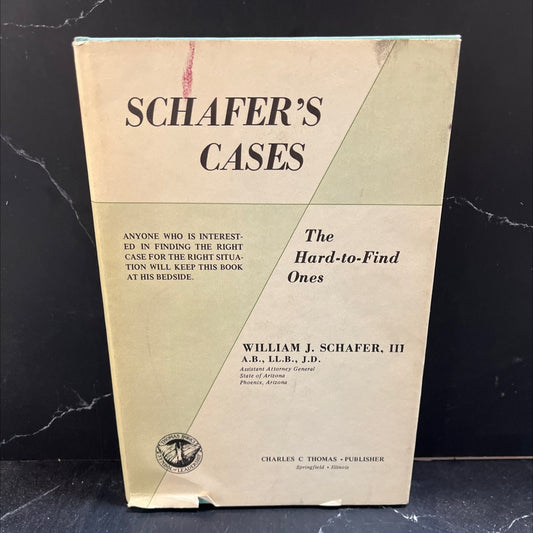 SCHAFER'S
CASES
ANYONE WHO IS INTEREST-
ED IN FINDING THE RIGHT
CASE FOR THE RIGHT SITUA-
TION WILL KEEP THIS BOOK
AT HIS BEDSIDE.
The
Hard-to-Find
Ones
WILLIAM J. SCHAFER, III
A.B., LL.B., J.D.
Assistant Attorney General
State of Arizona
Phoenix, Arizona
CHARLES C THOMAS • PUBLISHER
Springfield • Illinois